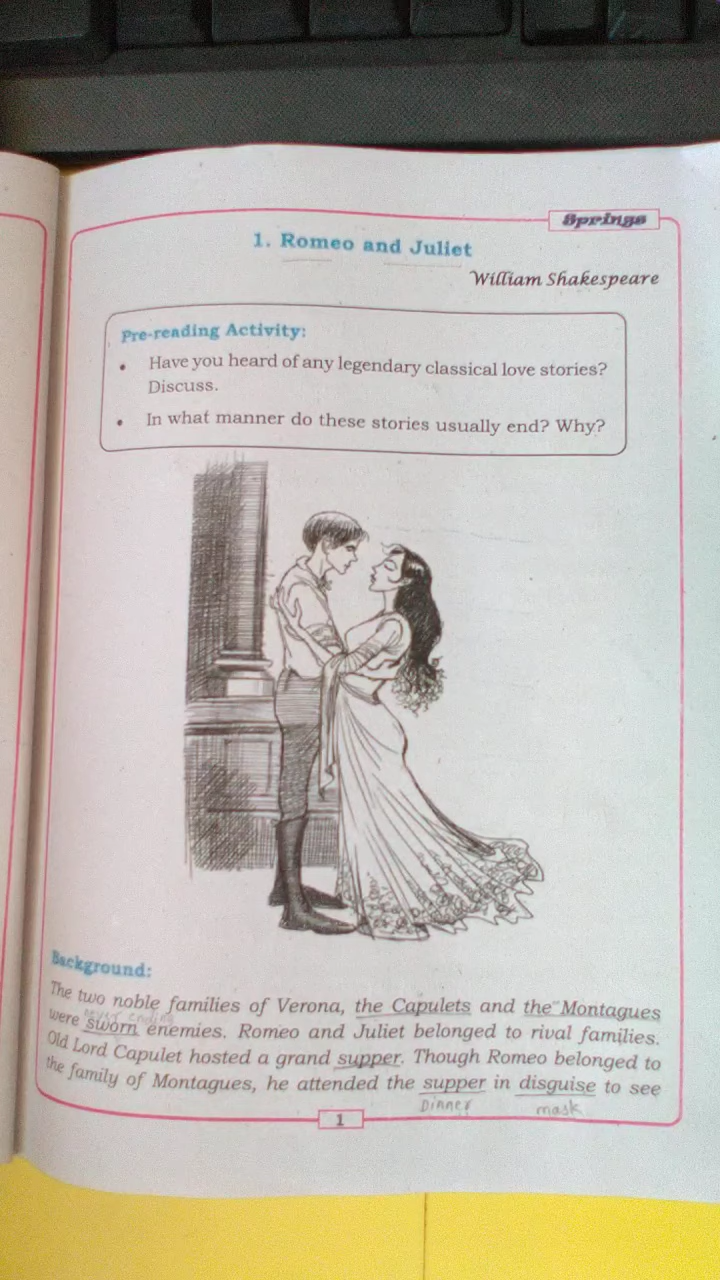 Springs
1. Romeo and Juliet
William Shakespeare
Pre-reading Activity:
• Have you heard of any legendary classical love stories?
Discuss.
• In what manner do these stories usually end? Why?
Background:
The two noble families of Verona, the Capulets and the Montagues
never ending
were sworn enemies. Romeo and Juliet belonged to rival families.
Old Lord Capulet hosted a grand supper. Though Romeo belonged to
the family of Montagues, he attended the supper in disguise to see
Dinner mask
1